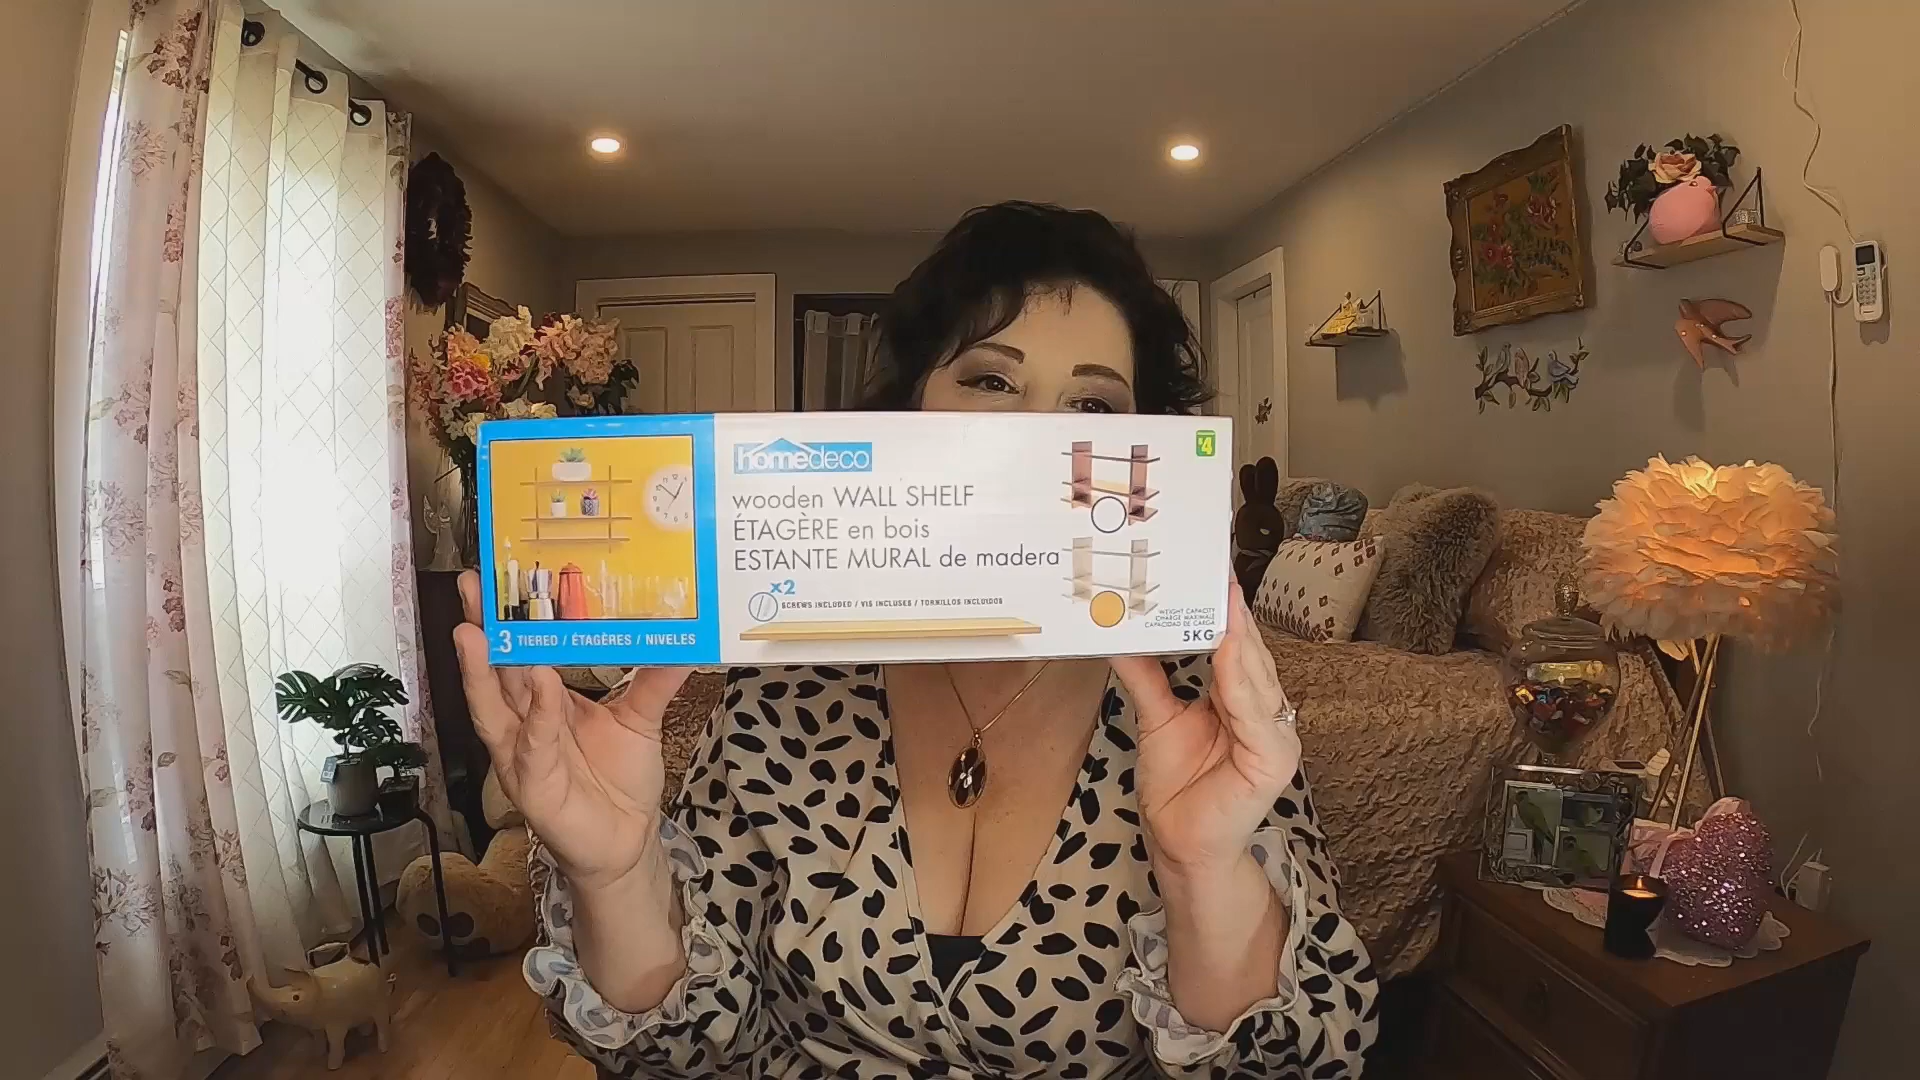 homedeco
wooden WALL SHELF
ÉTAGÈRE en bois
ESTANTE MURAL de madera
x2
SCREWS INCLUDED / VIS INCLUSES / TORNILLOS INCLUIDOS
3 TIERED / ÉTAGÈRES / NIVELES
$4
WEIGHT CAPACITY
CHARGE MAXIMALE
CAPACIDAD DE CARGA
5KG